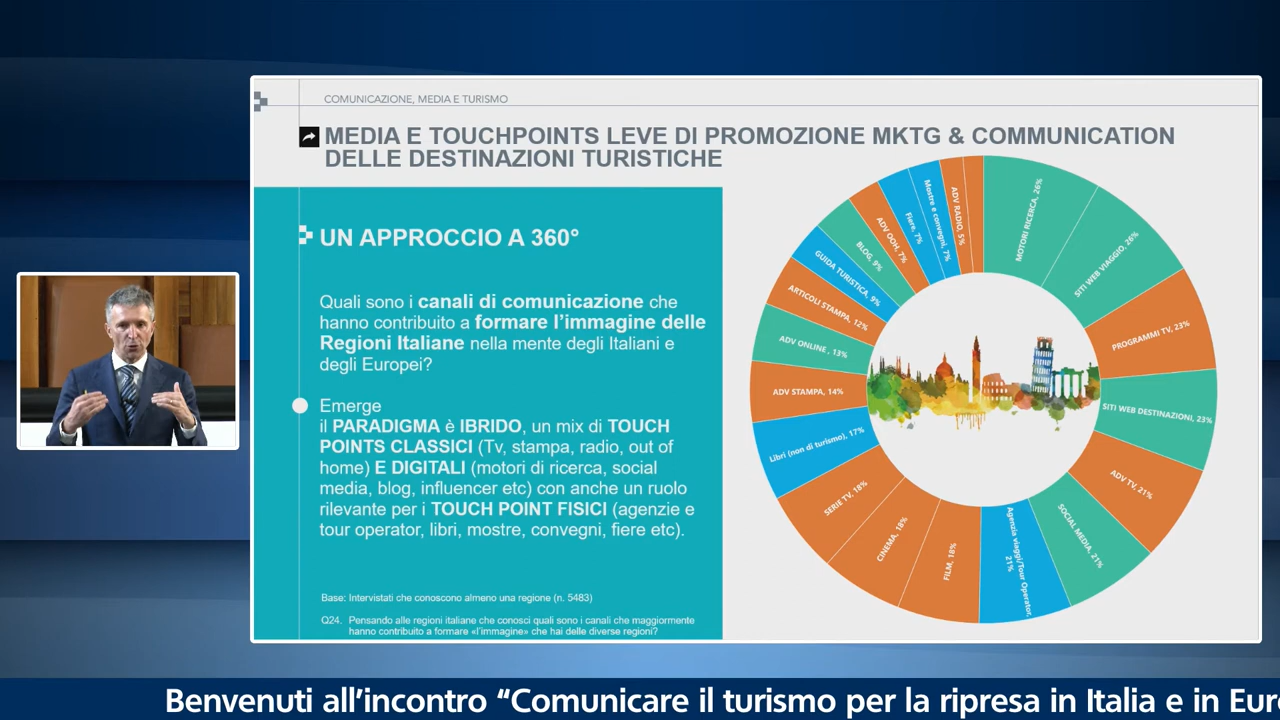 COMUNICAZIONE, MEDIA E TURISMO
MEDIA E TOUCHPOINTS LEVE DI PROMOZIONE MKTG & COMMUNICATION
DELLE DESTINAZIONI TURISTICHE
UN APPROCCIO A 360°
Quali sono i canali di comunicazione che
hanno contribuito a formare l'immagine delle
Regioni Italiane nella mente degli Italiani e
degli Europei?
Emerge
il PARADIGMA è IBRIDO, un mix di TOUCH
POINTS CLASSICI (Tv, stampa, radio, out of
home) E DIGITALI (motori di ricerca, social
media, blog, influencer etc) con anche un ruolo
rilevante per i TOUCH POINT FISICI (agenzie e
tour operator, libri, mostre, convegni, fiere etc).
Base: Intervistati che conoscono almeno una regione (n. 5483)
Q24. Pensando alle regioni italiane che conosci quali sono i canali che maggiormente
hanno contribuito a formare «l'immagine» che hai delle diverse regioni?
MOTORI RICERCA, 26%
SITI WEB VIAGGIO, 26%
PROGRAMMI TV, 23%
SITI WEB DESTINAZIONI, 23%
ADV TV, 21%
SOCIAL MEDIA, 21%
Agenzia viaggi/Tour Operator,
21%
FILM, 18%
CINEMA, 18%
SERIE TV, 18%
Libri (non di turismo), 17%
ADV STAMPA, 14%
ADV ONLINE , 13%
ARTICOLI STAMPA, 12%
GUIDA TURISTICA, 9%
BLOG, 9%
ADV OOH, 7%
Fiere, 7%
Mostre e convegni, 7%
ADV RADIO, 5%
Benvenuti all'incontro “Comunicare il turismo per la ripresa in Italia e in Eur